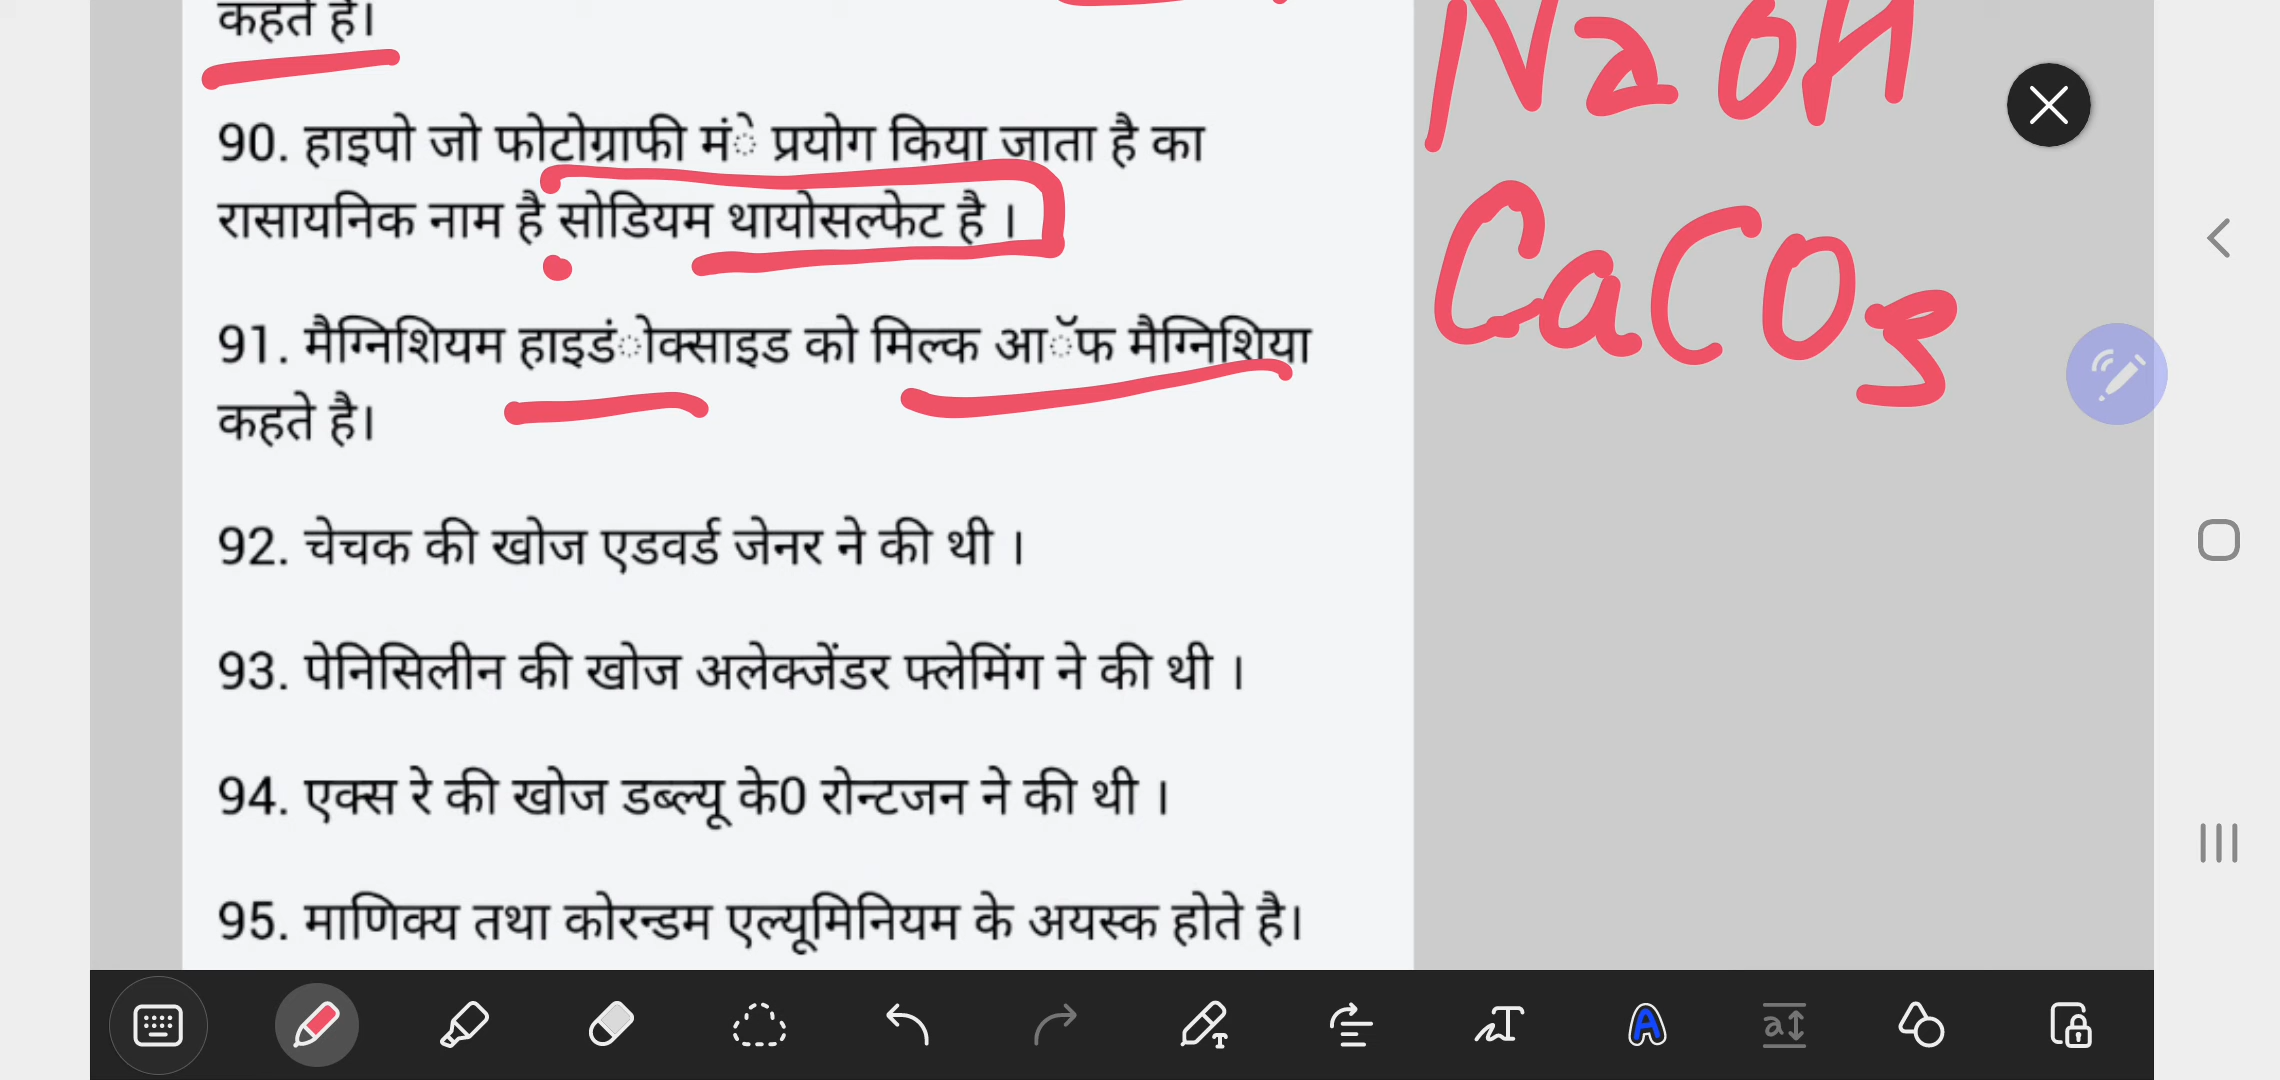 कहते है।
90. हाइपो जो फोटोग्राफी मंे प्रयोग किया जाता है का
रासायनिक नाम है सोडियम थायोसल्फेट है ।
91. मैग्निशियम हाइडंोक्साइड को मिल्क आॅफ मैग्निशिया
कहते है।
92. चेचक की खोज एडवर्ड जेनर ने की थी ।
93. पेनिसिलीन की खोज अलेक्जेंडर फ्लेमिंग ने की थी ।
94. एक्स रे की खोज डब्ल्यू के0 रोन्टजन ने की थी ।
95. माणिक्य तथा कोरन्डम एल्यूमिनियम के अयस्क होते है।
NaOH
CaCO3